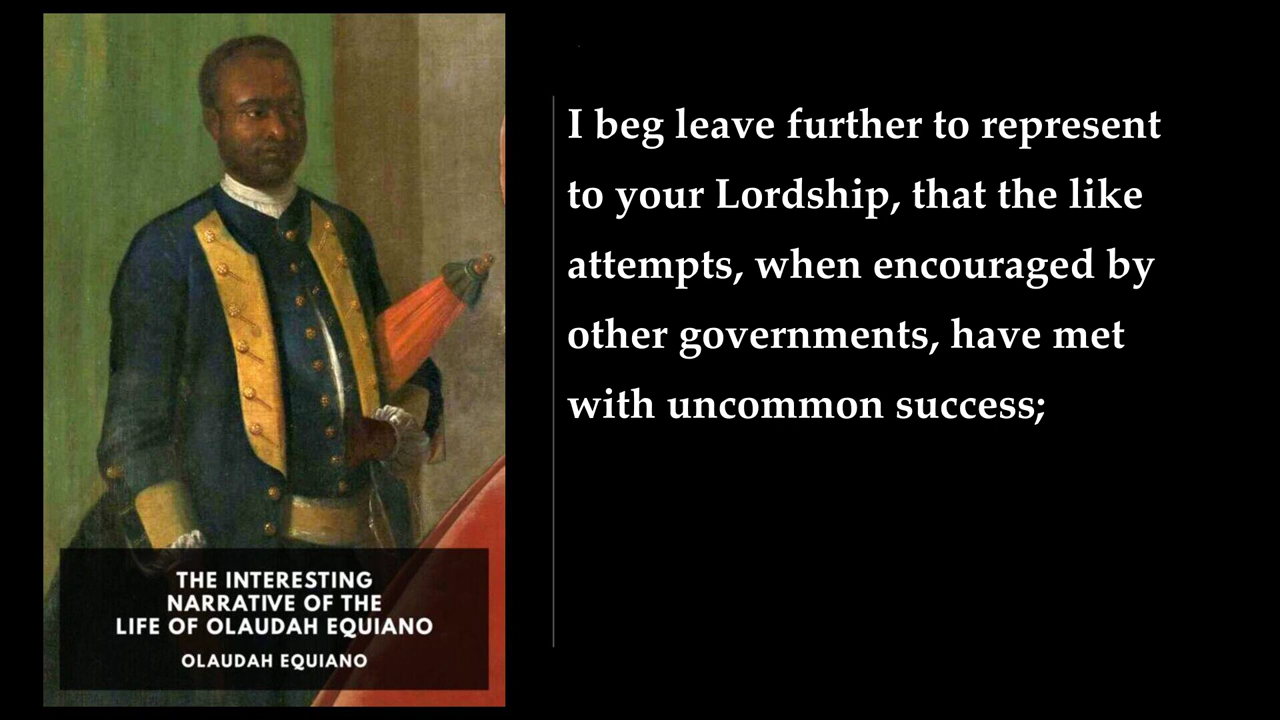 THE INTERESTING
NARRATIVE OF THE
LIFE OF OLAUDAH EQUIANO
OLAUDAH EQUIANO
I beg leave further to represent
to your Lordship, that the like
attempts, when encouraged by
other governments, have met
with uncommon success;